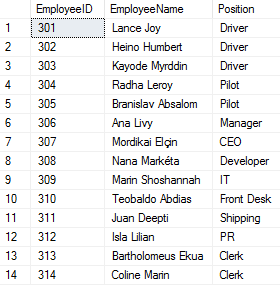 EmployeeID EmployeeName Position
1 301 Lance Joy Driver
2 302 Heino Humbert Driver
3 303 Kayode Myrddin Driver
4 304 Radha Leroy Pilot
5 305 Branislav Absalom Pilot
6 306 Ana Livy Manager
7 307 Mordikai Elçin CEO
8 308 Nana Markéta Developer
9 309 Marin Shoshannah IT
10 310 Teobaldo Abdias Front Desk
11 311 Juan Deepti Shipping
12 312 Isla Lilian PR
13 313 Bartholomeus Ekua Clerk
14 314 Coline Marin Clerk